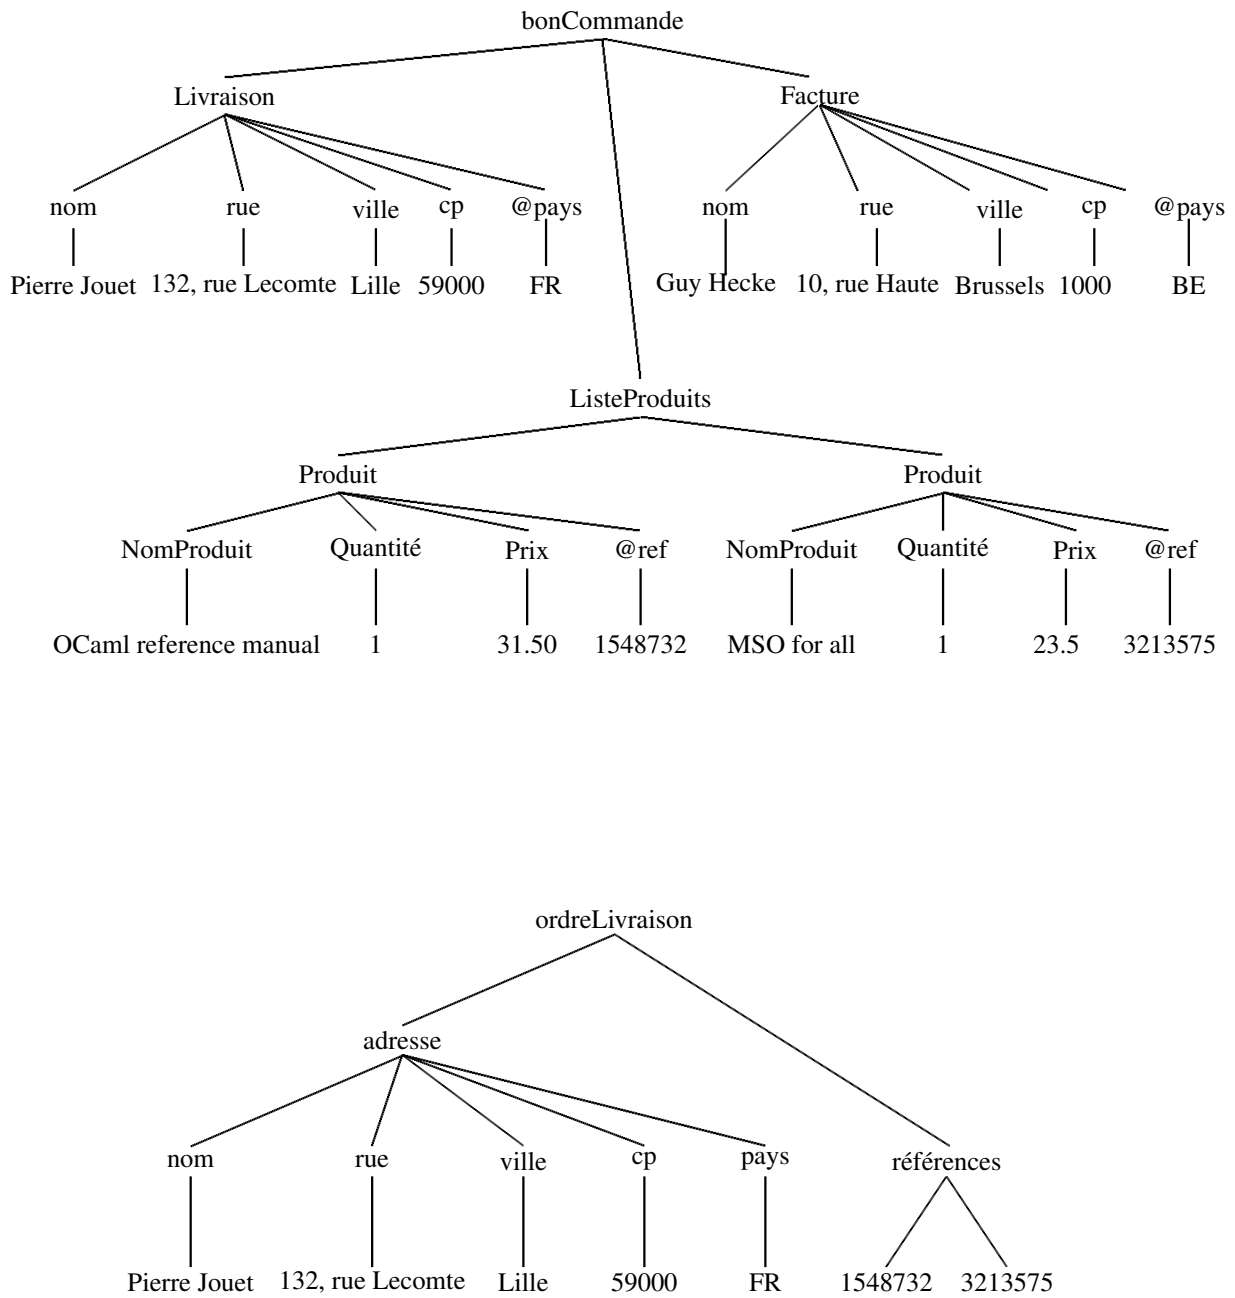 bonCommande
Livraison Facture
nom rue ville cp @pays nom rue ville cp @pays
Pierre Jouet 132, rue Lecomte Lille 59000 FR Guy Hecke 10, rue Haute Brussels 1000 BE
ListeProduits
Produit Produit
NomProduit Quantité Prix @ref NomProduit Quantité Prix @ref
OCaml reference manual 1 31.50 1548732 MSO for all 1 23.5 3213575
ordreLivraison
adresse
nom rue ville cp pays références
Pierre Jouet 132, rue Lecomte Lille 59000 FR 1548732 3213575